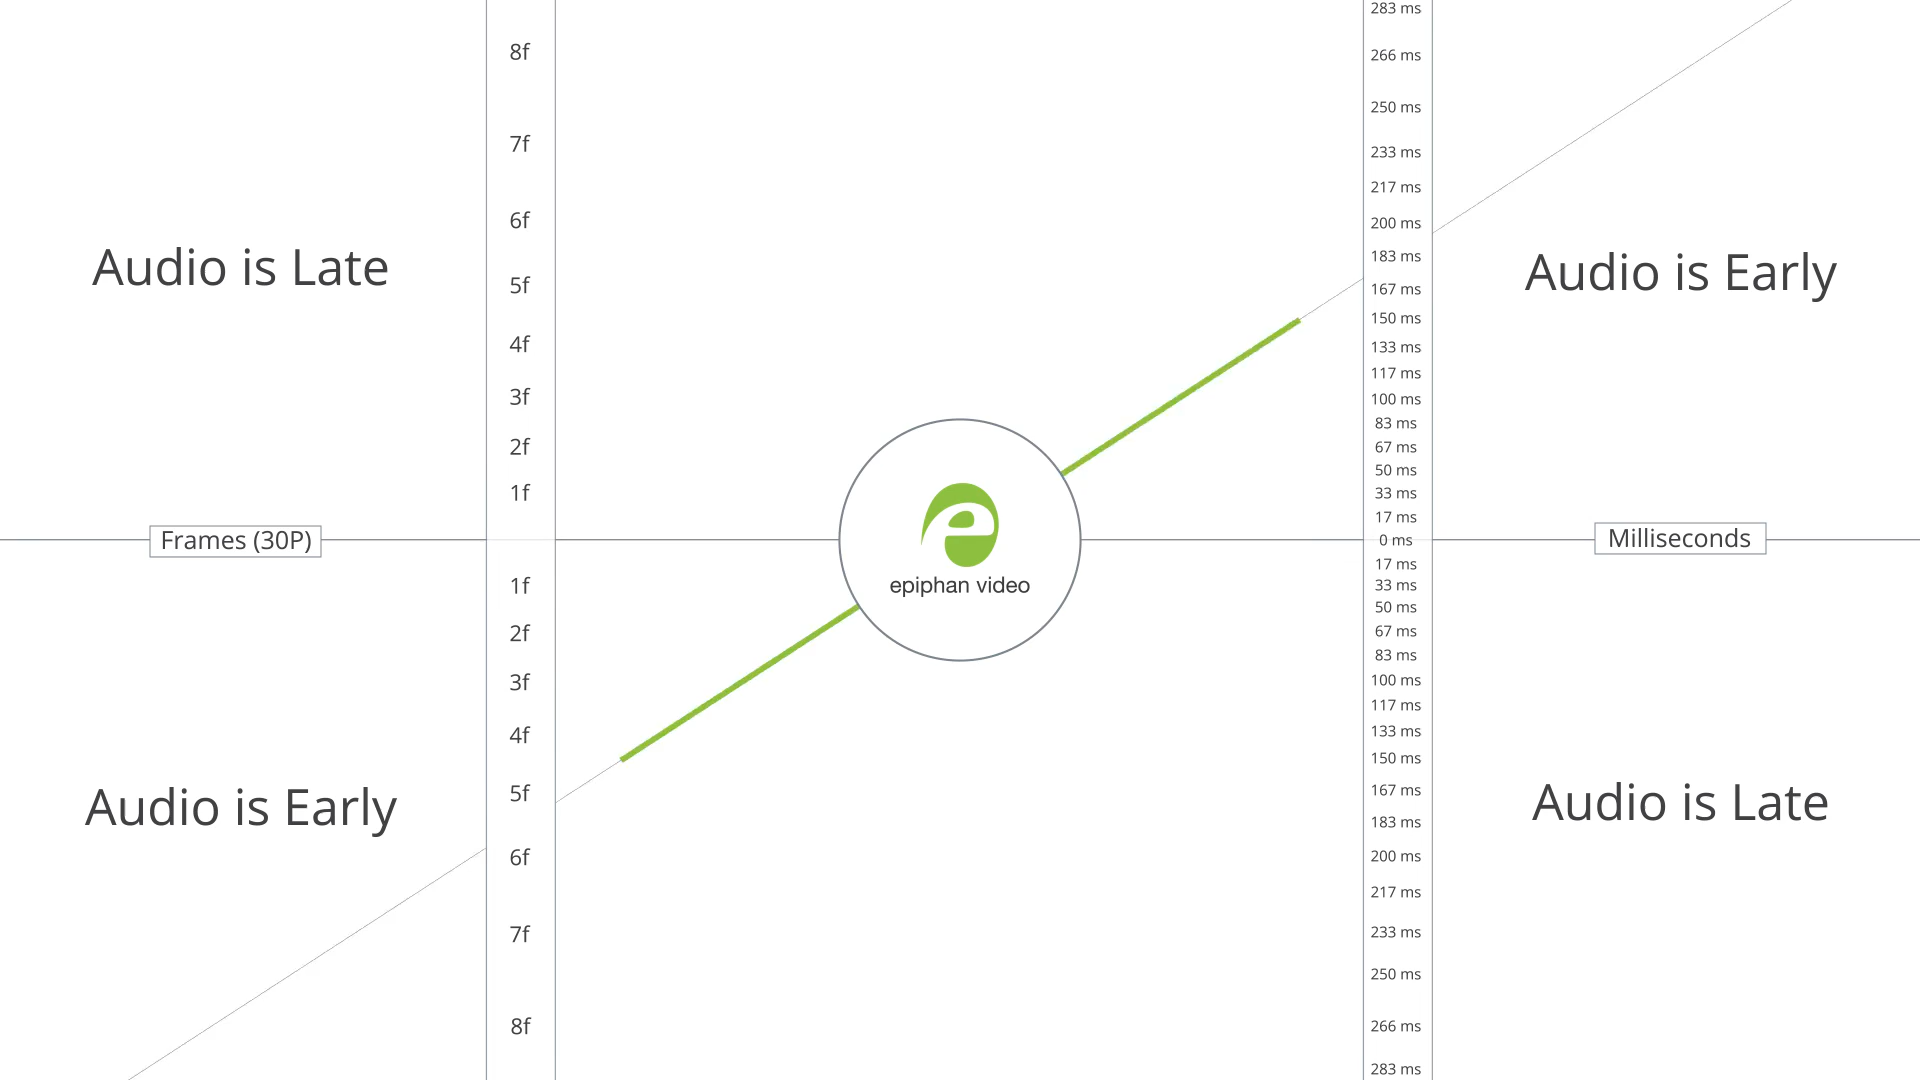 8f
7f
6f
5f
4f
3f
2f
1f
1f
2f
3f
4f
5f
6f
7f
8f
Audio is Late
Frames (30P)
Audio is Early
epiphan video
283 ms
266 ms
250 ms
233 ms
217 ms
200 ms
183 ms
167 ms
150 ms
133 ms
117 ms
100 ms
83 ms
67 ms
50 ms
33 ms
17 ms
0 ms
17 ms
33 ms
50 ms
67 ms
83 ms
100 ms
117 ms
133 ms
150 ms
167 ms
183 ms
200 ms
217 ms
233 ms
250 ms
266 ms
283 ms
Audio is Early
Milliseconds
Audio is Late